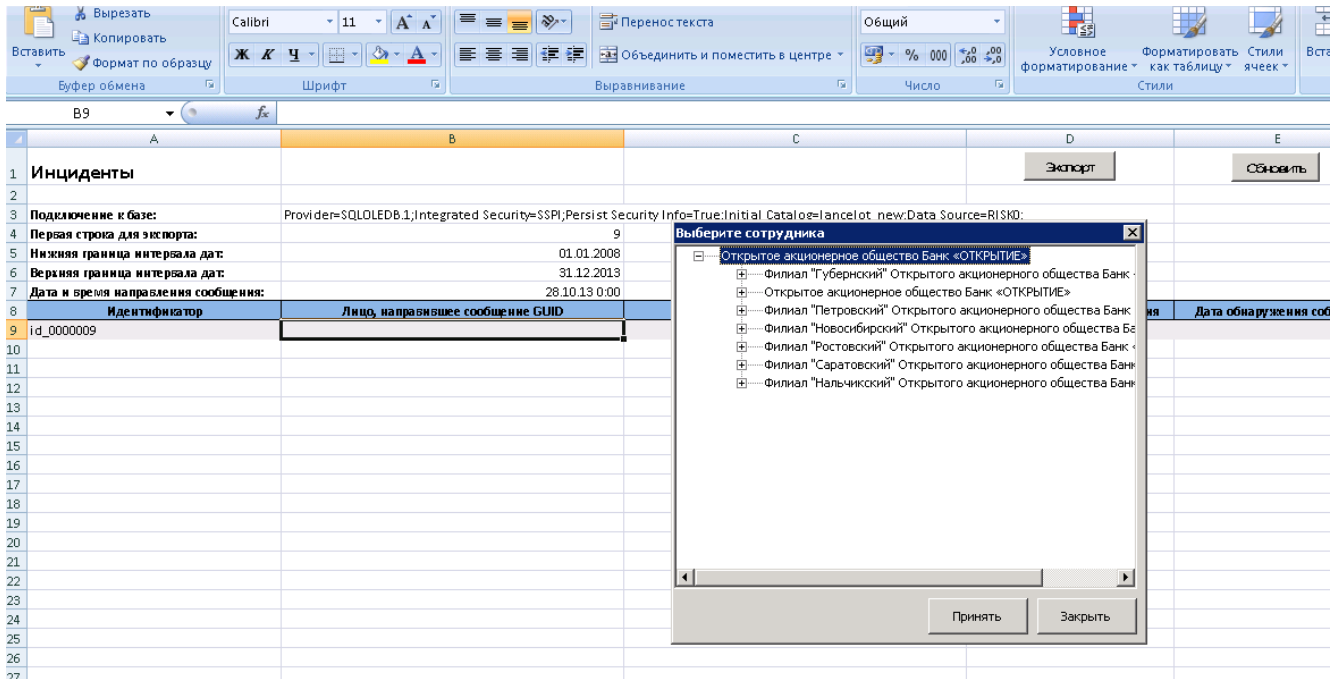 Вырезать
Копировать
Формат по образцу
Вставить
Буфер обмена
Calibri
11
Ж К Ч
Шрифт
Перенос текста
Объединить и поместить в центре
Выравнивание
Общий
% 000
Число
Условное форматирование
Форматировать как таблицу
Стили ячеек
Стили
B9
fx
A B C D E
1 Инциденты Экспорт Обновить
2
3 Подключение к базе: Provider=SQLOLEDB.1;Integrated Security=SSPI;Persist Security Info=True;Initial Catalog=lancelot_new;Data Source=RISK0;
4 Первая строка для экспорта: 9
5 Нижняя граница интервала дат: 01.01.2008
6 Верхняя граница интервала дат: 31.12.2013
7 Дата и время направления сообщения: 28.10.13 0:00
8 Идентификатор Лицо, направившее сообщение GUID Дата обнаружения
9 id_0000009
10
11
12
13
14
15
16
17
18
19
20
21
22
23
24
25
26
27
Выберите сотрудника
Открытое акционерное общество Банк «ОТКРЫТИЕ»
Филиал "Губернский" Открытого акционерного общества Банк
Открытое акционерное общество Банк «ОТКРЫТИЕ»
Филиал "Петровский" Открытого акционерного общества Банк
Филиал "Новосибирский" Открытого акционерного общества
Филиал "Ростовский" Открытого акционерного общества Банк
Филиал "Саратовский" Открытого акционерного общества Банк
Филиал "Нальчикский" Открытого акционерного общества Банк
Принять Закрыть